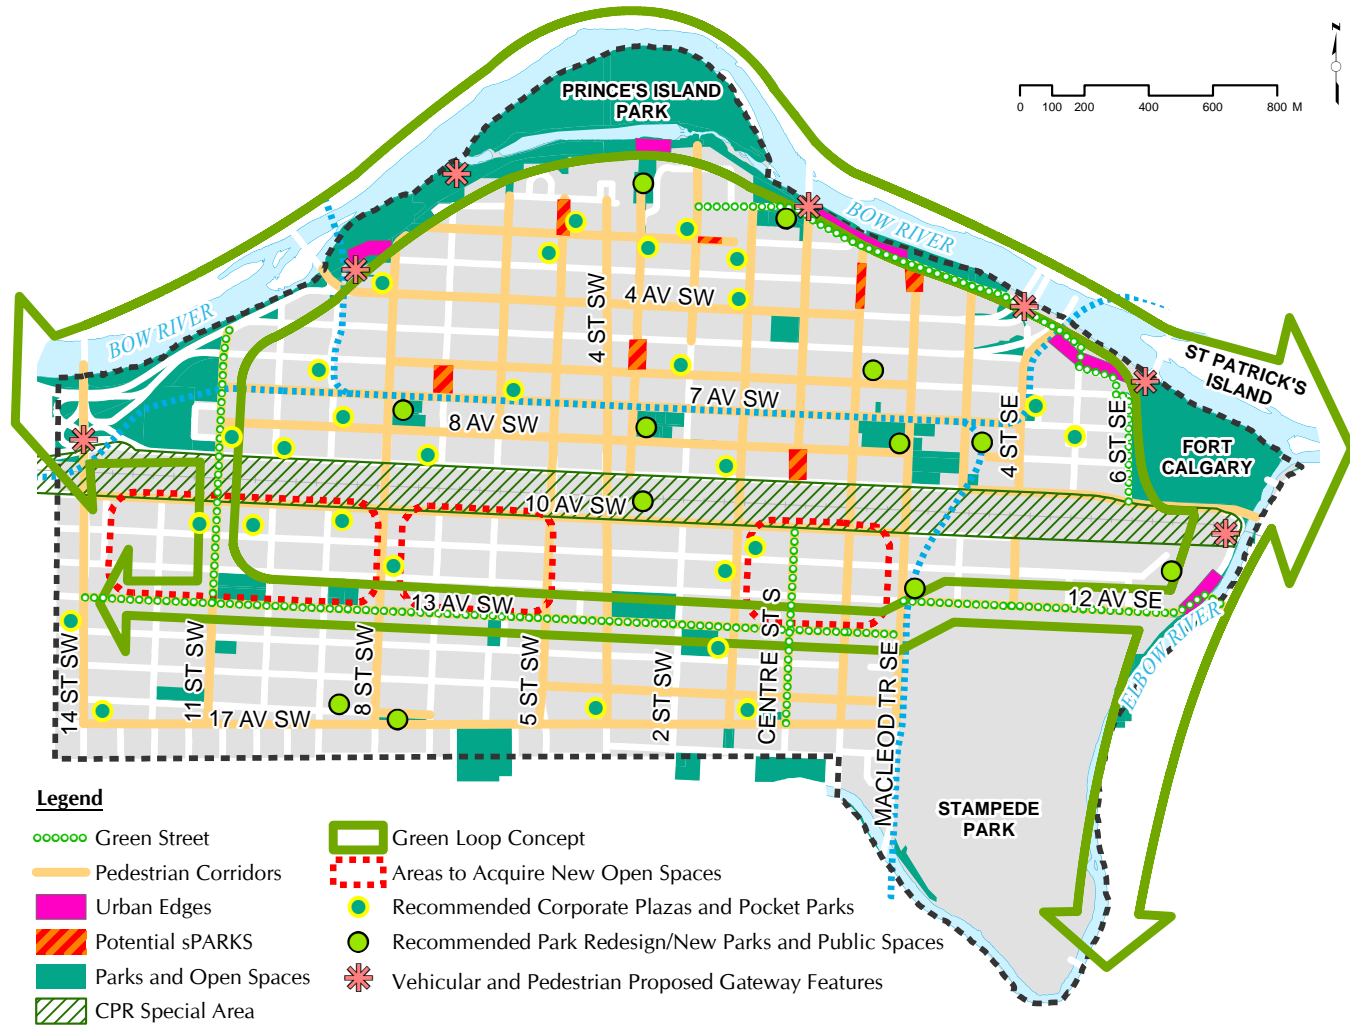 N
0 100 200 400 600 800 M
PRINCE'S ISLAND
PARK
BOW RIVER
BOW RIVER
4 AV SW
4 ST SW
ST PATRICK'S
ISLAND
7 AV SW
8 AV SW
4 ST SE
6 ST SE
FORT
CALGARY
10 AV SW
13 AV SW
12 AV SE
ELBOW RIVER
14 ST SW
11 ST SW
8 ST SW
5 ST SW
2 ST SW
CENTRE ST S
MACLEOD TR SE
17 AV SW
STAMPEDE
PARK
Legend
Green Street
Pedestrian Corridors
Urban Edges
Potential sPARKS
Parks and Open Spaces
CPR Special Area
Green Loop Concept
Areas to Acquire New Open Spaces
Recommended Corporate Plazas and Pocket Parks
Recommended Park Redesign/New Parks and Public Spaces
Vehicular and Pedestrian Proposed Gateway Features